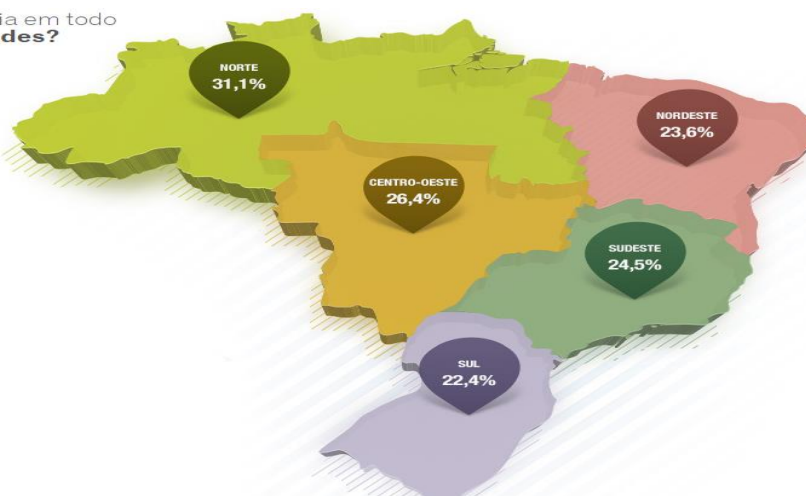 ia em todo
des?
NORTE
31,1%
NORDESTE
23,6%
CENTRO-OESTE
26,4%
SUDESTE
24,5%
SUL
22,4%